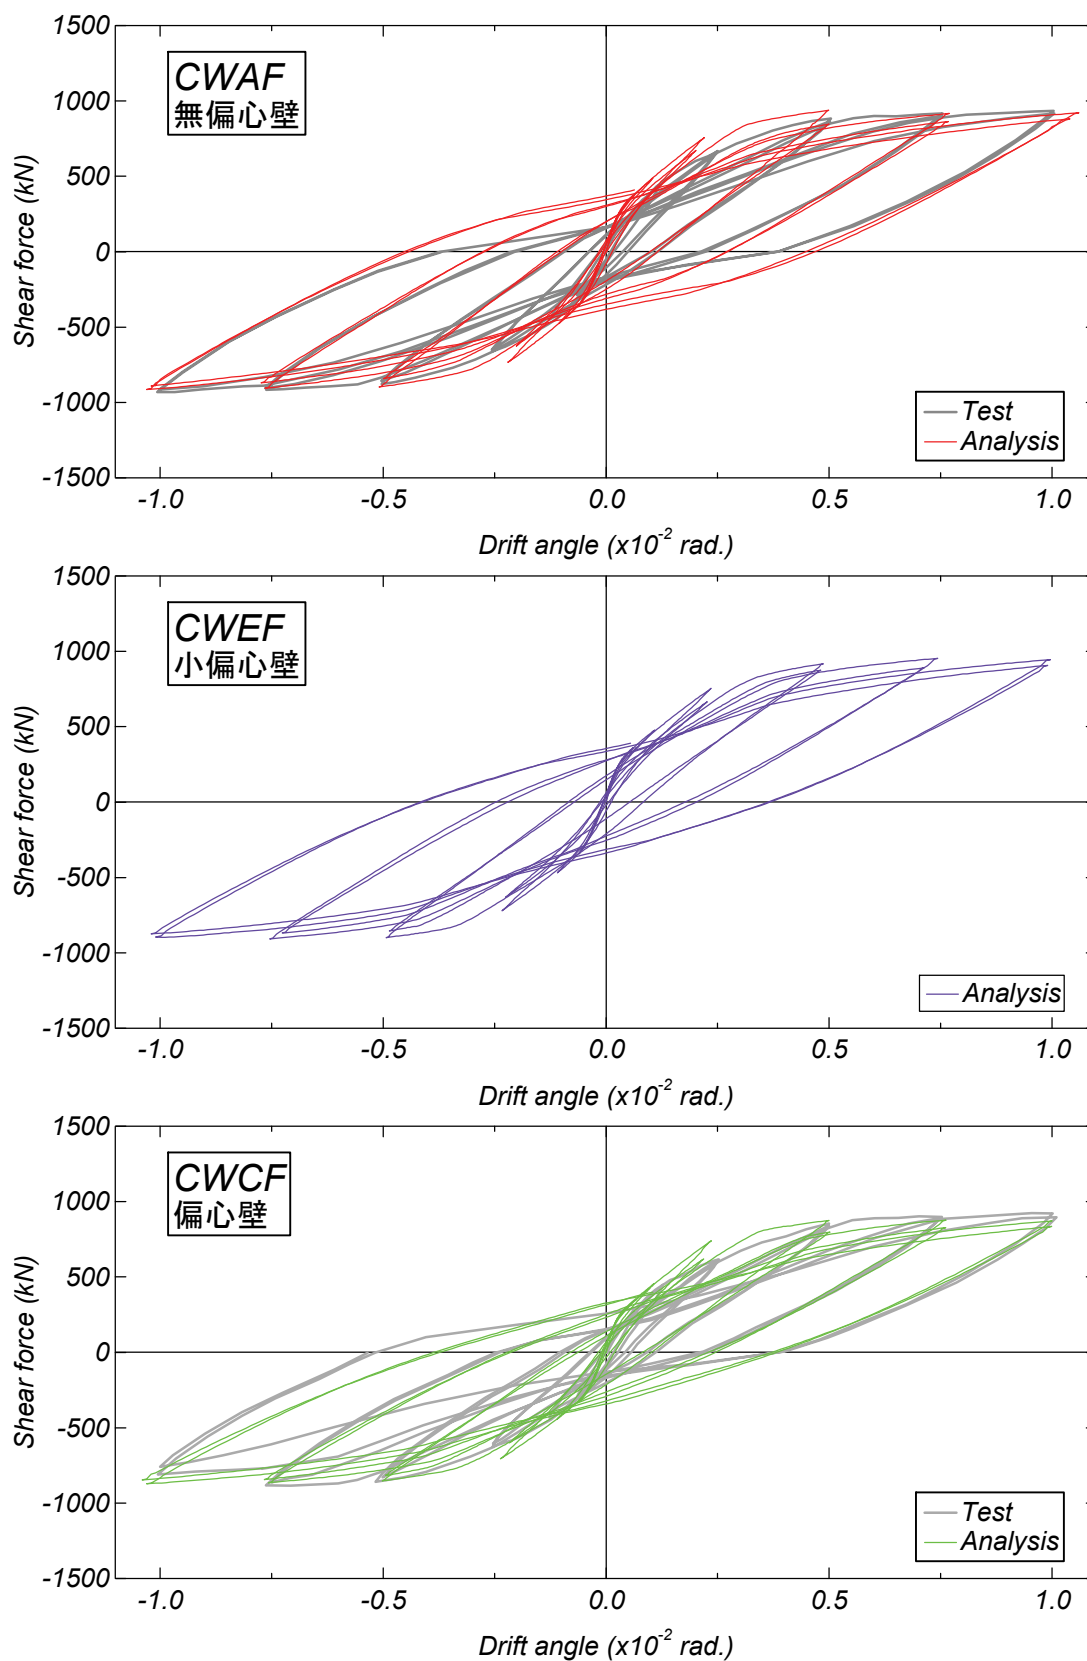 1500
1000
500
0
-500
-1000
-1500
Shear force (kN)
CWAF
無偏心壁
Test
Analysis
-1.0
-0.5
0.0
0.5
1.0
Drift angle (x10-2 rad.)
1500
1000
500
0
-500
-1000
-1500
Shear force (kN)
CWEF
小偏心壁
Analysis
-1.0
-0.5
0.0
0.5
1.0
Drift angle (x10-2 rad.)
1500
1000
500
0
-500
-1000
-1500
Shear force (kN)
CWCF
偏心壁
Test
Analysis
-1.0
-0.5
0.0
0.5
1.0
Drift angle (x10-2 rad.)